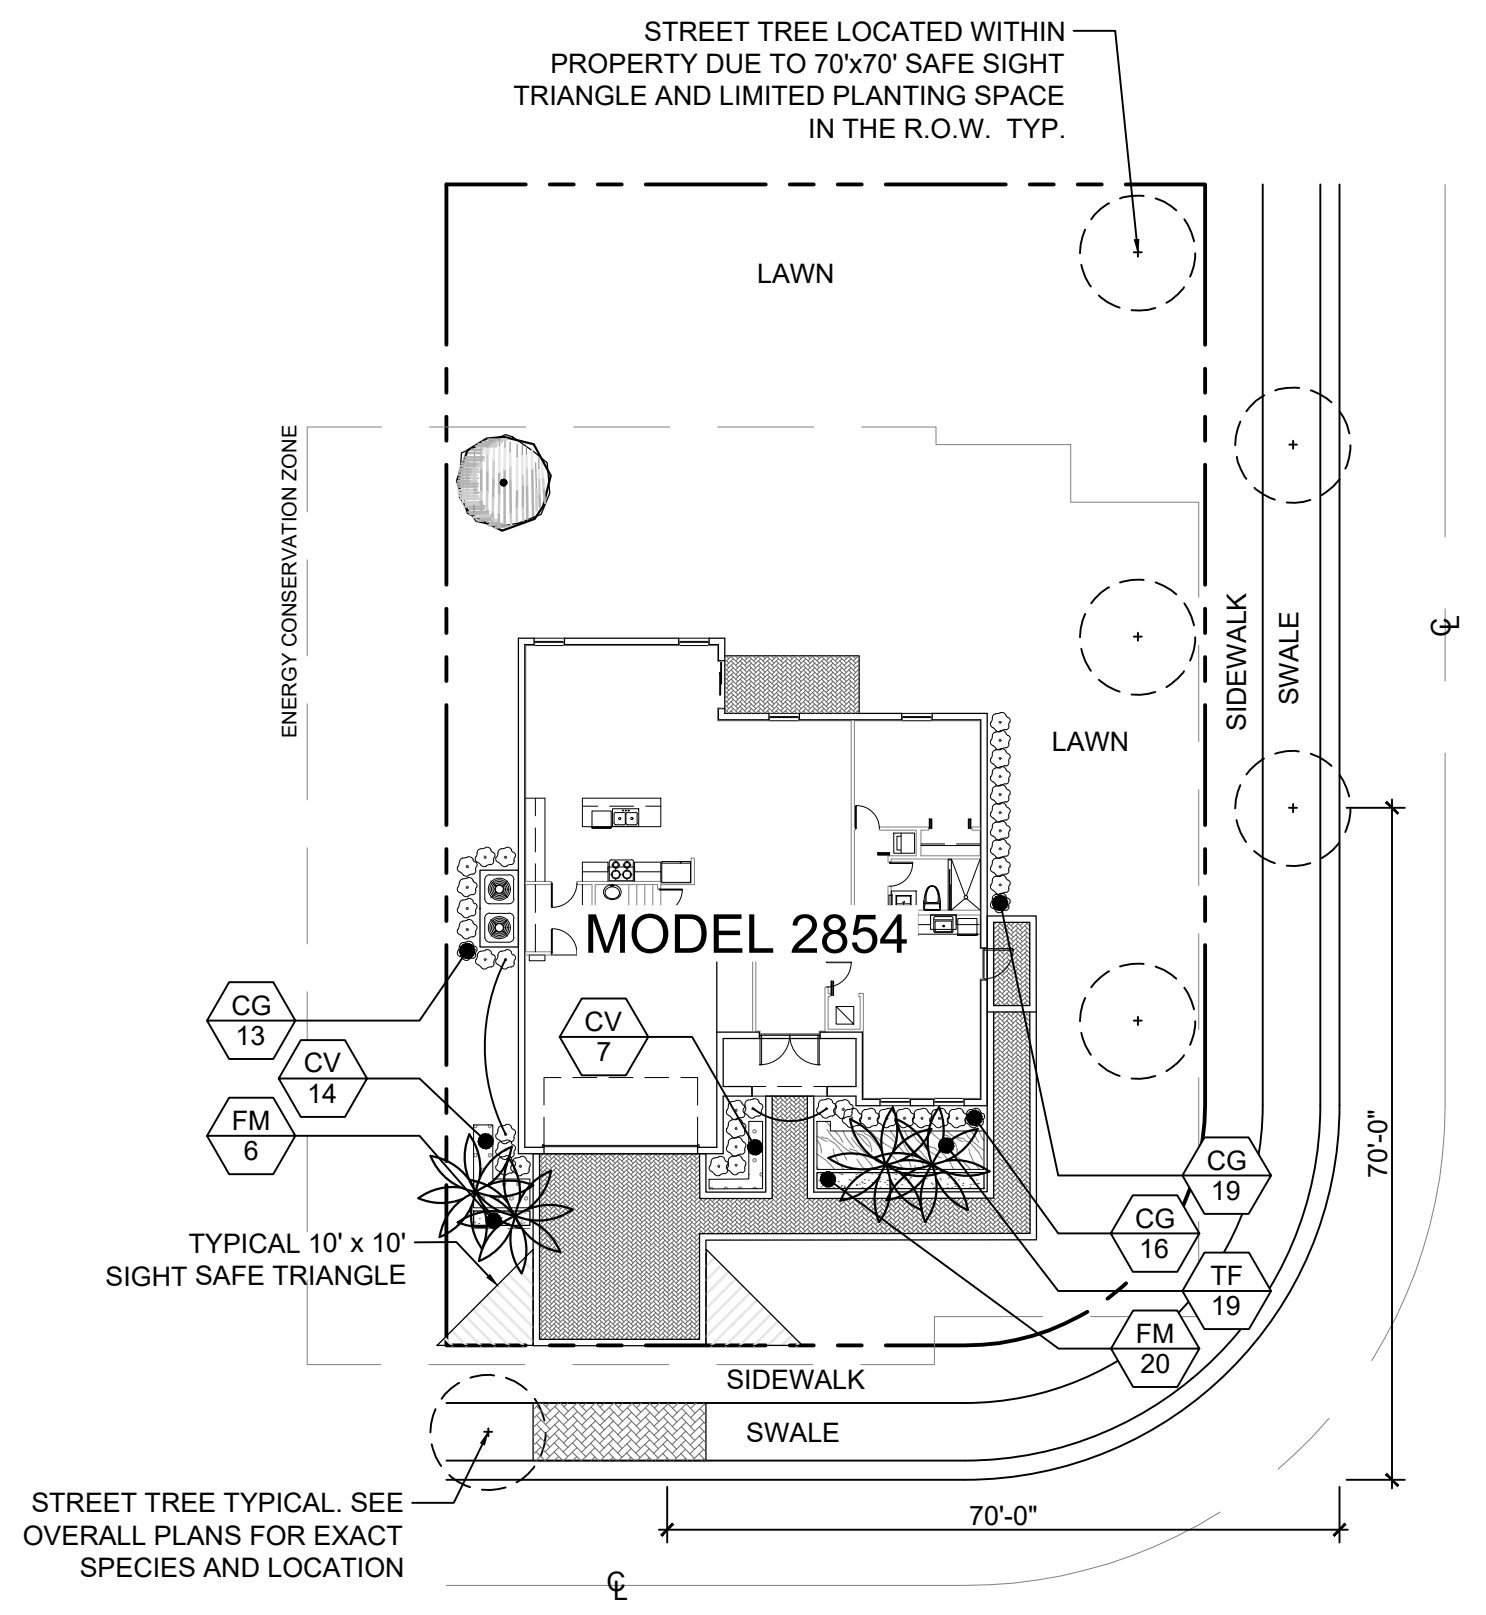 STREET TREE LOCATED WITHIN
PROPERTY DUE TO 70'x70' SAFE SIGHT
TRIANGLE AND LIMITED PLANTING SPACE
IN THE R.O.W. TYP.
LAWN
ENERGY CONSERVATION ZONE
SIDEWALK
SWALE
CL
LAWN
MODEL 2854
CG
13
CV
14
FM
6
CV
7
70'-0"
CG
19
CG
16
TF
19
FM
20
TYPICAL 10' x 10'
SIGHT SAFE TRIANGLE
SIDEWALK
SWALE
STREET TREE TYPICAL. SEE
OVERALL PLANS FOR EXACT
SPECIES AND LOCATION
70'-0"
CL